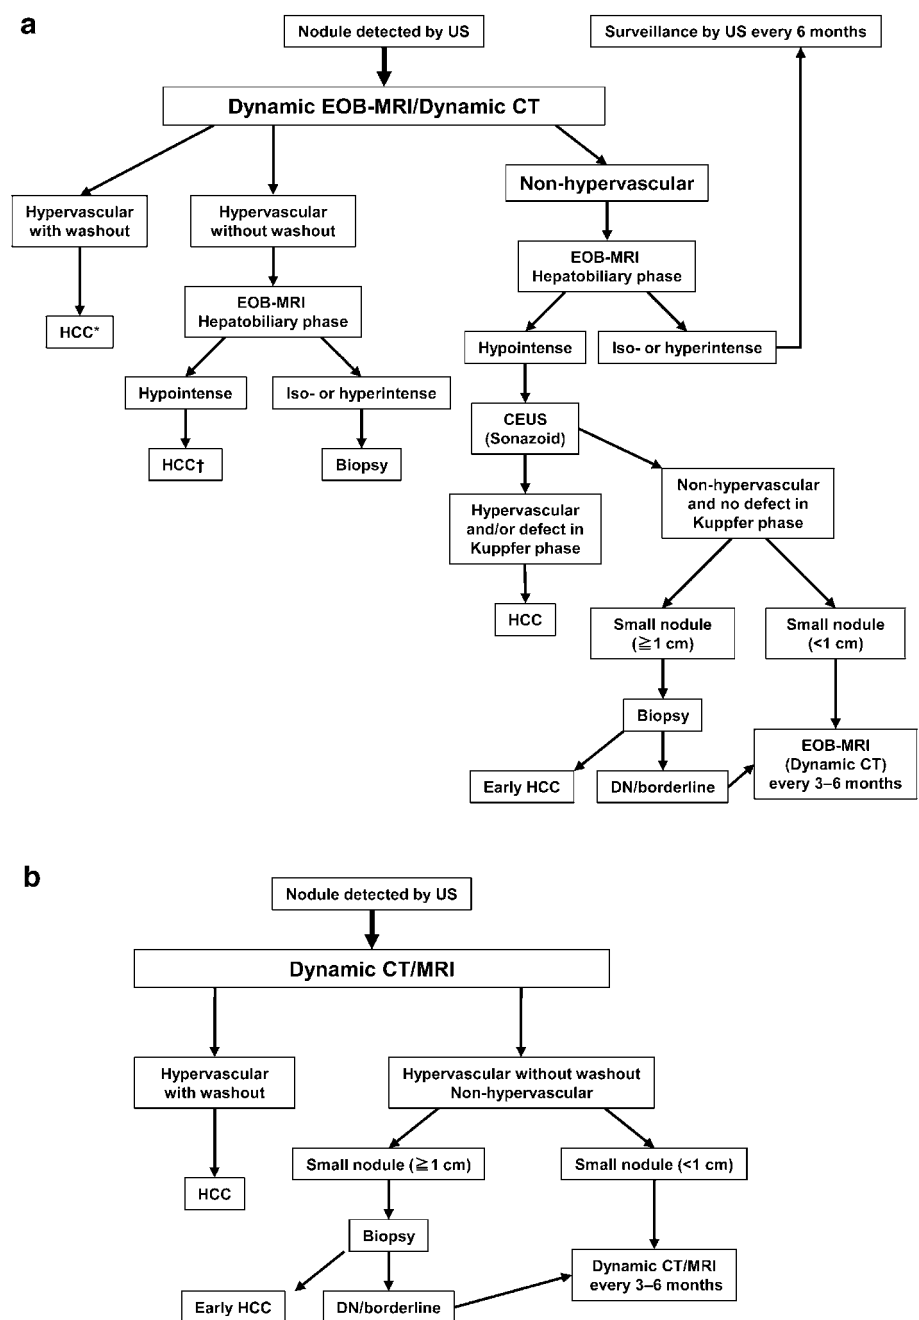 a
Nodule detected by US
Surveillance by US every 6 months
Dynamic EOB-MRI/Dynamic CT
Hypervascular
with washout
Hypervascular
without washout
Non-hypervascular
EOB-MRI
Hepatobiliary phase
EOB-MRI
Hepatobiliary phase
HCC*
Hypointense
Iso- or hyperintense
Hypointense
Iso- or hyperintense
CEUS
(Sonazoid)
HCC†
Biopsy
Hypervascular
and/or defect in
Kuppfer phase
Non-hypervascular
and no defect in
Kuppfer phase
HCC
Small nodule
(≧1 cm)
Small nodule
(<1 cm)
Biopsy
EOB-MRI
(Dynamic CT)
every 3–6 months
Early HCC
DN/borderline
b
Nodule detected by US
Dynamic CT/MRI
Hypervascular
with washout
Hypervascular without washout
Non-hypervascular
HCC
Small nodule (≧1 cm)
Small nodule (<1 cm)
Biopsy
Dynamic CT/MRI
every 3–6 months
Early HCC
DN/borderline